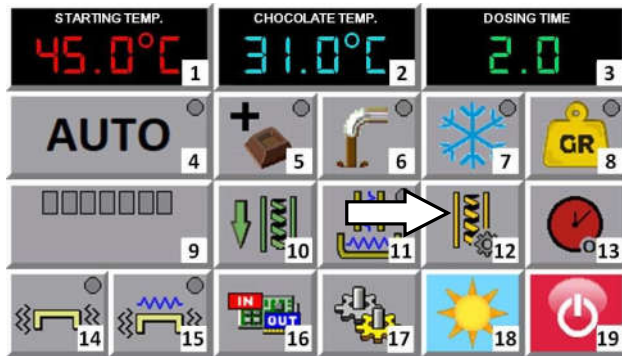 STARTING TEMP. CHOCOLATE TEMP. DOSING TIME
45.0°C 1 31.0°C 2 2.0 3
AUTO 4 5 6 7 GR 8
9 10 11 12 13
14 15 IN OUT 16 17 18 19